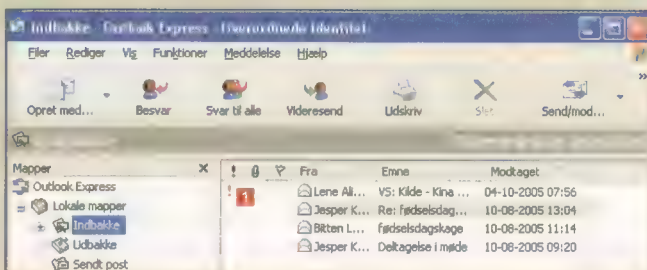 Indbakke - Outlook Express - Overordnede Identitet
Filer Rediger Vis Funktioner Meddelelse Hjælp
Opret med... Besvar Svar til alle Videresend Udskriv Slet Send/mod...
Mapper × ! Fra Emne Modtaget
Outlook Express ! 1 Lene Ali... VS: Kilde - Kina ... 04-10-2005 07:56
Lokale mapper Jesper K... Re: fødselsdag... 10-08-2005 13:04
Indbakke Bitten L... fødselsdagskage 10-08-2005 11:14
Udbakke Jesper K... Deltagelse i møde 10-08-2005 09:20
Sendt post